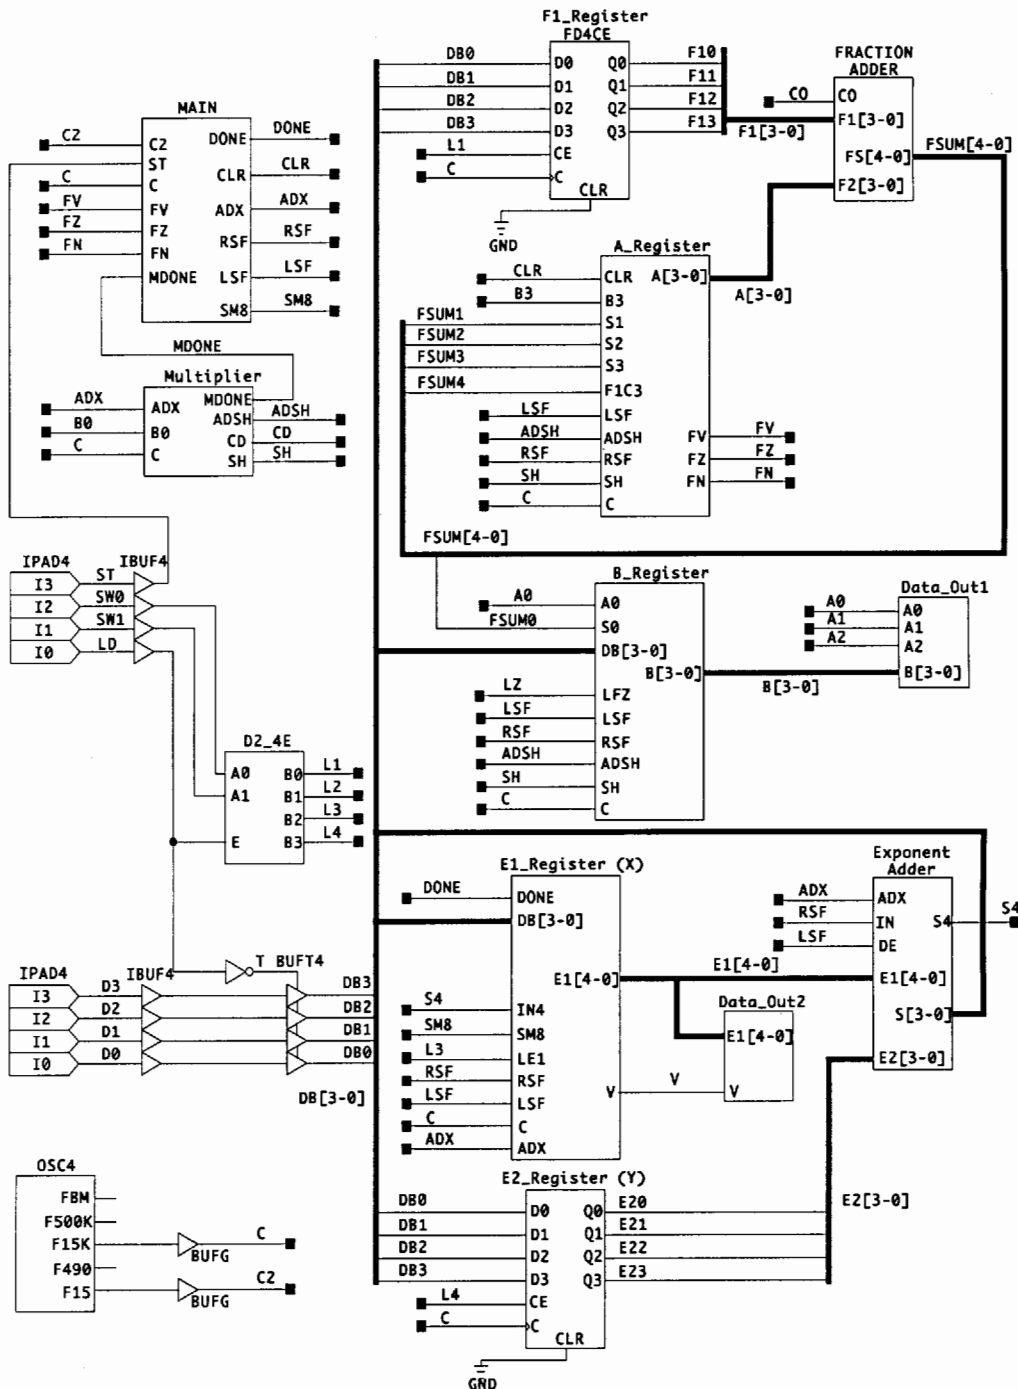 F1_Register
FD4CE
DB0 D0 Q0 F10
DB1 D1 Q1 F11
DB2 D2 Q2 F12
DB3 D3 Q3 F13
L1 CE
C C
CLR
GND
FRACTION
ADDER
CO CO
F1[3-0] F1[3-0]
FS[4-0] FSUM[4-0]
F2[3-0]
MAIN
C2 C2 DONE DONE
ST
C C CLR CLR
FV FV ADX ADX
FZ FZ RSF RSF
FN FN
MDONE LSF LSF
SM8 SM8
MDONE
Multiplier
MDONE
ADX ADX ADSH ADSH
B0 B0 CD CD
C C SH SH
A_Register
CLR CLR A[3-0] A[3-0]
B3 B3
FSUM1 S1
FSUM2 S2
FSUM3 S3
FSUM4 F1C3
LSF LSF
ADSH ADSH FV FV
RSF RSF FZ FZ
SH SH FN FN
C C
FSUM[4-0]
IPAD4 IBUF4
I3 ST
I2 SW0
I1 SW1
I0 LD
B_Register
A0 A0
FSUM0 S0
DB[3-0]
B[3-0] B[3-0]
LZ LFZ
LSF LSF
RSF RSF
ADSH ADSH
SH SH
C C
Data_Out1
A0 A0
A1 A1
A2 A2
B[3-0]
D2_4E
A0 B0 L1
A1 B1 L2
B2 L3
E B3 L4
E1_Register (X)
DONE DONE
DB[3-0]
E1[4-0] E1[4-0]
S4 IN4
SM8 SM8
L3 LE1
RSF RSF
LSF LSF
C C
ADX ADX
V V
Data_Out2
E1[4-0]
V
Exponent
Adder
ADX ADX
RSF IN S4 S4
LSF DE
E1[4-0]
S[3-0]
E2[3-0]
IPAD4 IBUF4 T BUFT4
I3 D3 DB3
I2 D2 DB2
I1 D1 DB1
I0 D0 DB0
DB[3-0]
OSC4
FBM
F500K
F15K BUFG C
F490
F15 BUFG C2
E2_Register (Y)
DB0 D0 Q0 E20
DB1 D1 Q1 E21
DB2 D2 Q2 E22
DB3 D3 Q3 E23
E2[3-0]
L4 CE
C C
CLR
GND